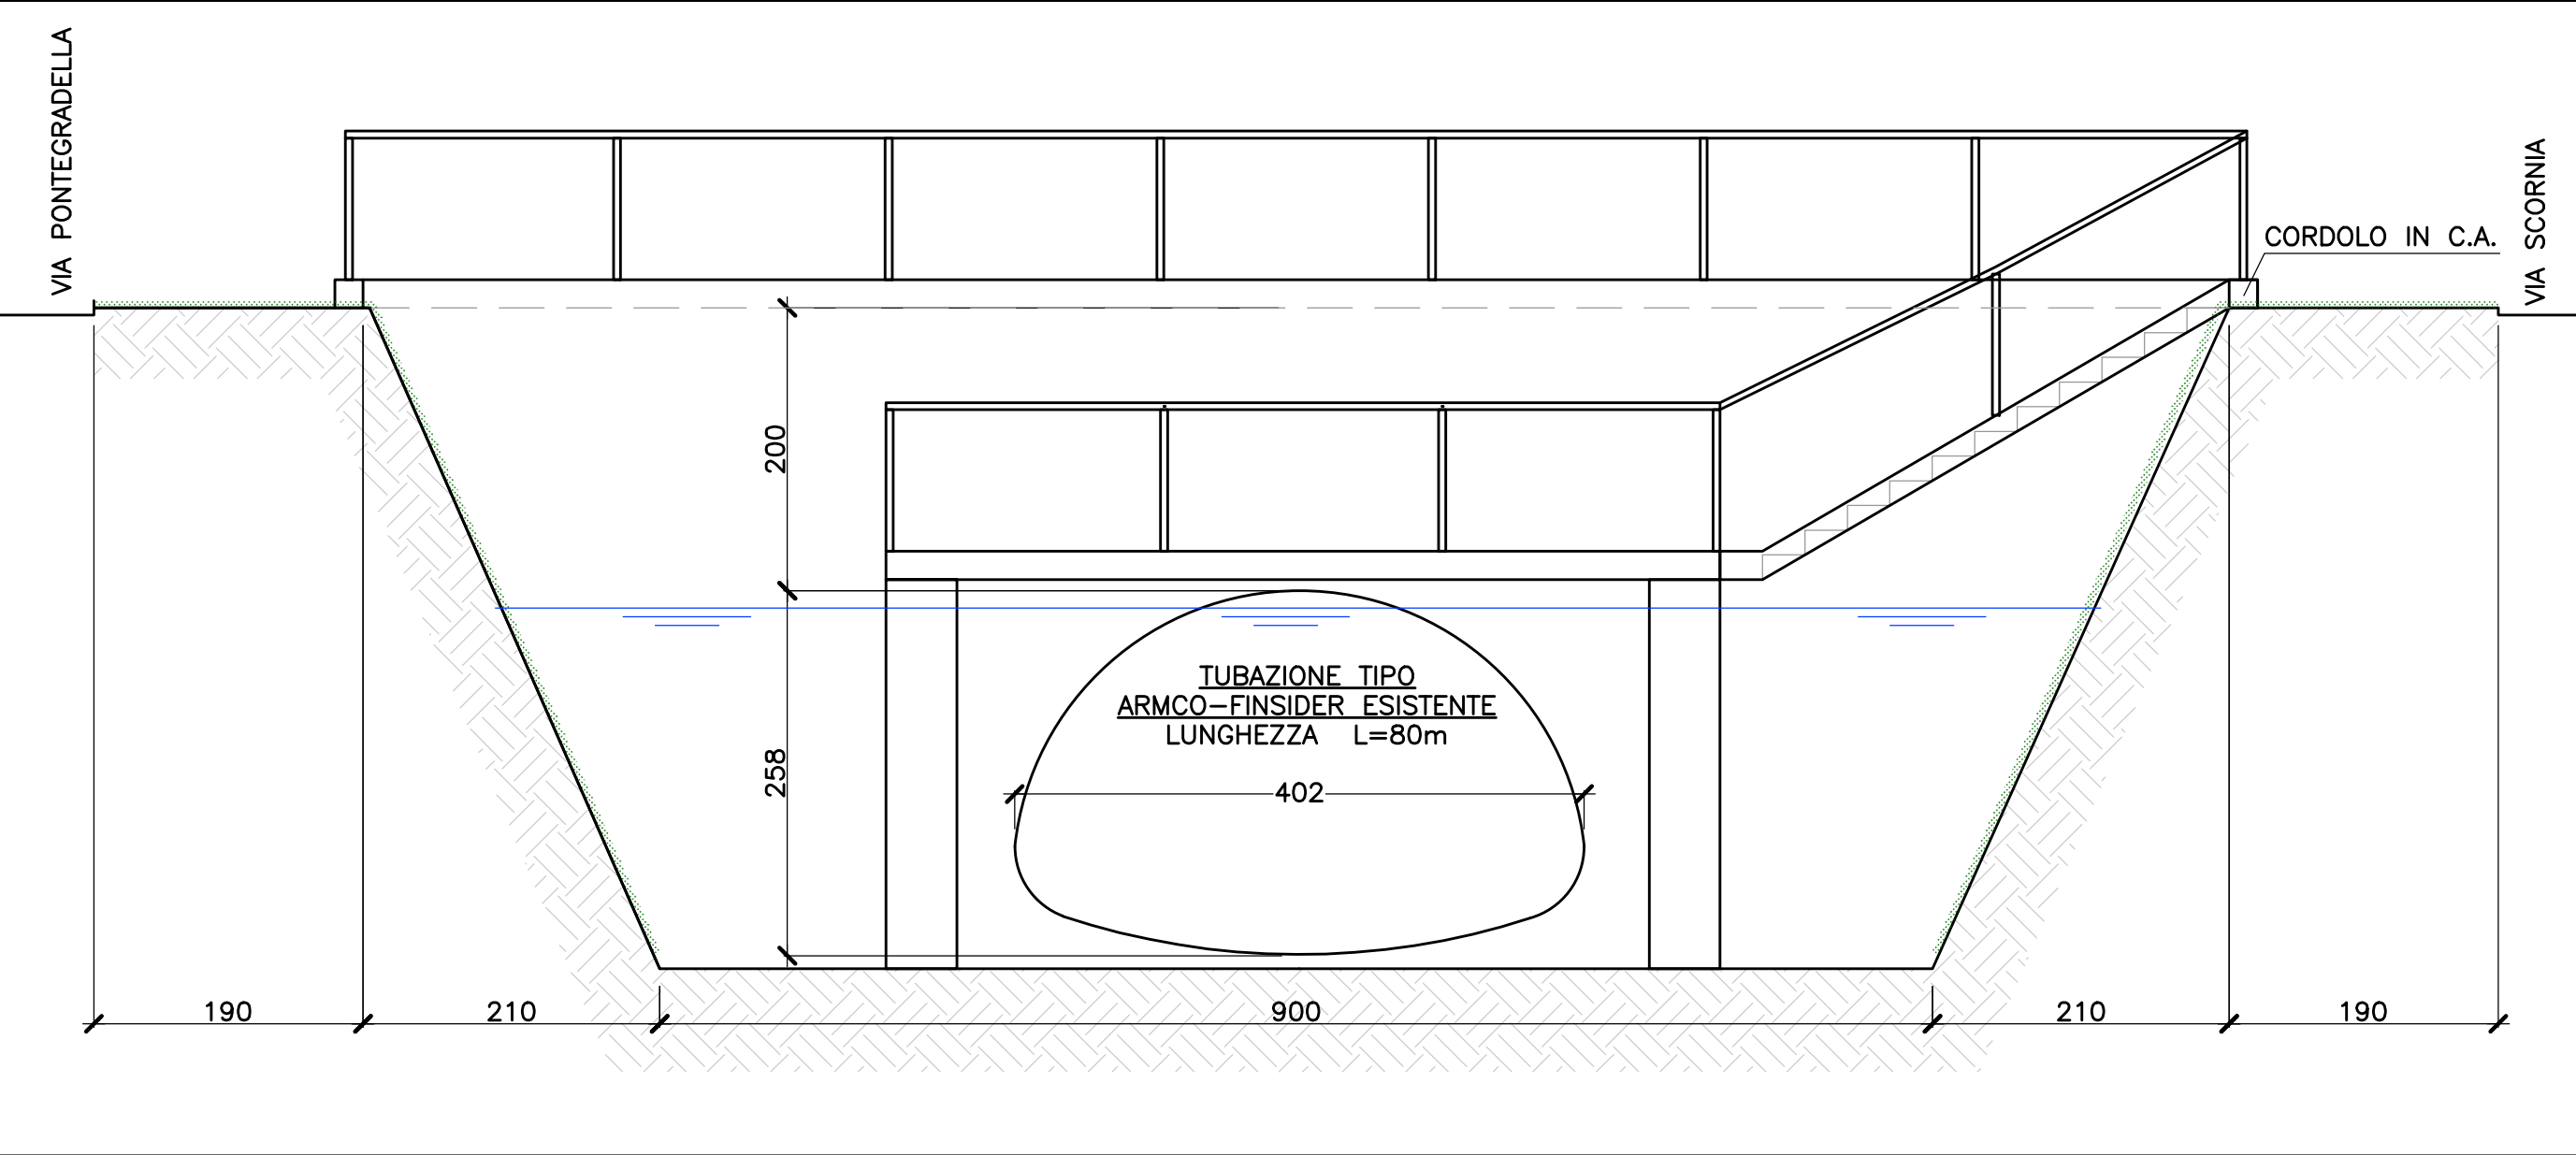 VIA PONTEGRADELLA
VIA SCORNIA
CORDOLO IN C.A.
200
258
TUBAZIONE TIPO
ARMCO-FINSIDER ESISTENTE
LUNGHEZZA L=80m
402
190
210
900
210
190